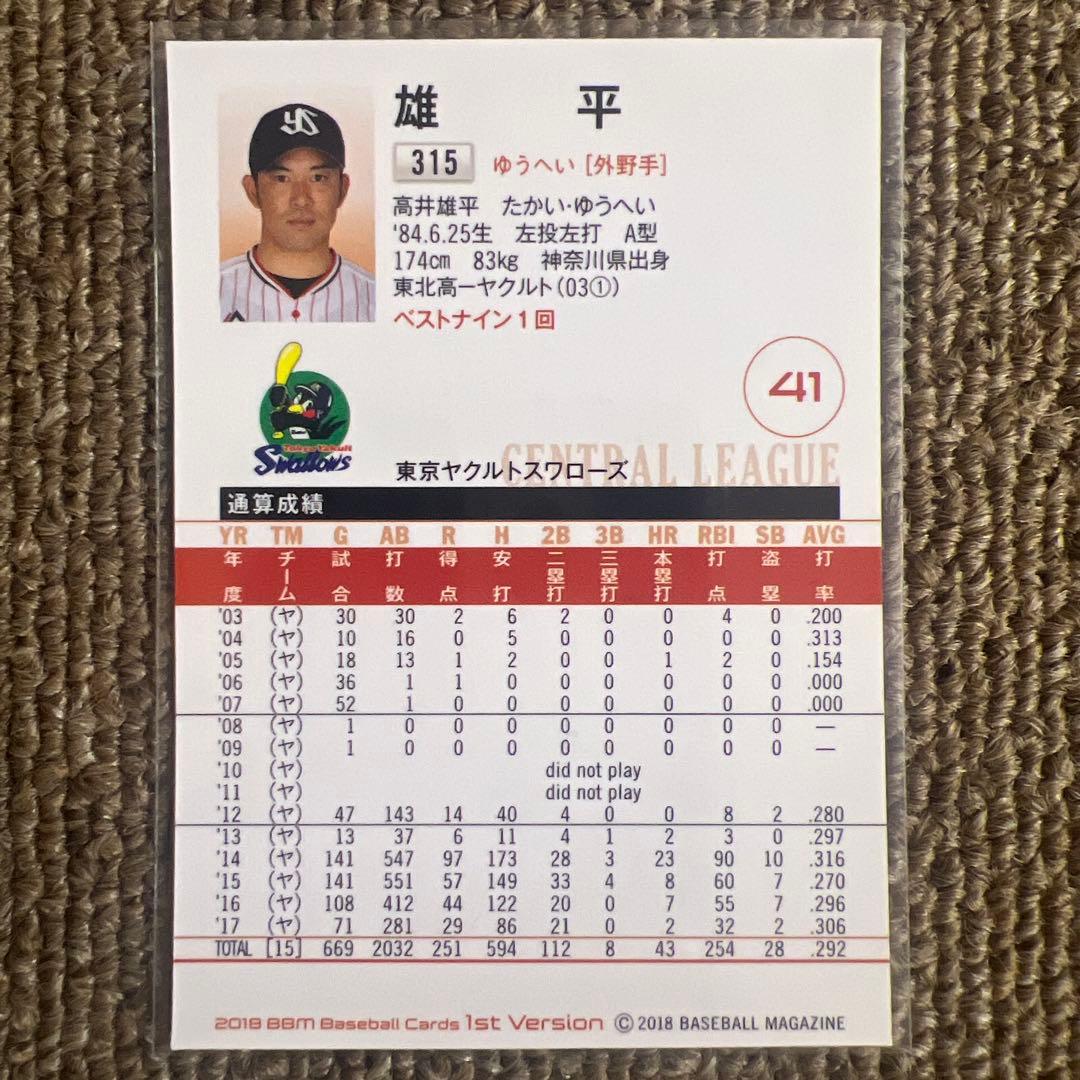 YS
雄 平
315 ゆうへい [外野手]
高井雄平 たかい・ゆうへい
'84.6.25生 左投左打 A型
174cm 83kg 神奈川県出身
東北高ーヤクルト(03①)
ベストナイン1回
41
Tokyo Yakult
Swallows
CENTRAL LEAGUE
東京ヤクルトスワローズ
通算成績
YR TM G AB R H 2B 3B HR RBI SB AVG
年度 チーム 試合 打数 得点 安打 二塁打 三塁打 本塁打 打点 盗塁 打率
'03 (ヤ) 30 30 2 6 2 0 0 4 0 .200
'04 (ヤ) 10 16 0 5 0 0 0 0 0 .313
'05 (ヤ) 18 13 1 2 0 0 1 2 0 .154
'06 (ヤ) 36 1 1 0 0 0 0 0 0 .000
'07 (ヤ) 52 1 0 0 0 0 0 0 0 .000
'08 (ヤ) 1 0 0 0 0 0 0 0 0 —
'09 (ヤ) 1 0 0 0 0 0 0 0 0 —
'10 (ヤ) did not play
'11 (ヤ) did not play
'12 (ヤ) 47 143 14 40 4 0 0 8 2 .280
'13 (ヤ) 13 37 6 11 4 1 2 3 0 .297
'14 (ヤ) 141 547 97 173 28 3 23 90 10 .316
'15 (ヤ) 141 551 57 149 33 4 8 60 7 .270
'16 (ヤ) 108 412 44 122 20 0 7 55 7 .296
'17 (ヤ) 71 281 29 86 21 0 2 32 2 .306
TOTAL [15] 669 2032 251 594 112 8 43 254 28 .292
2018 BBM Baseball Cards 1st Version © 2018 BASEBALL MAGAZINE